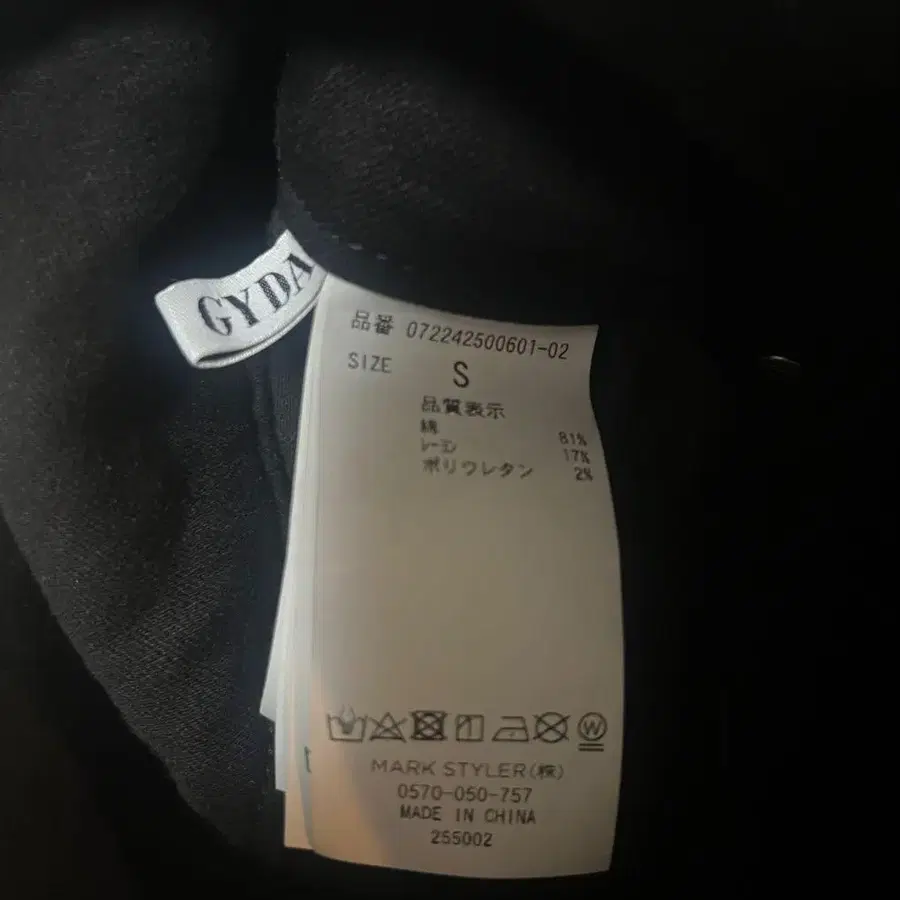 GYDA
品番 072242500601-02
SIZE S
品質表示
綿 81%
レーヨン 17%
ポリウレタン 2%
W
MARK STYLER(株)
0570-050-757
MADE IN CHINA
255002